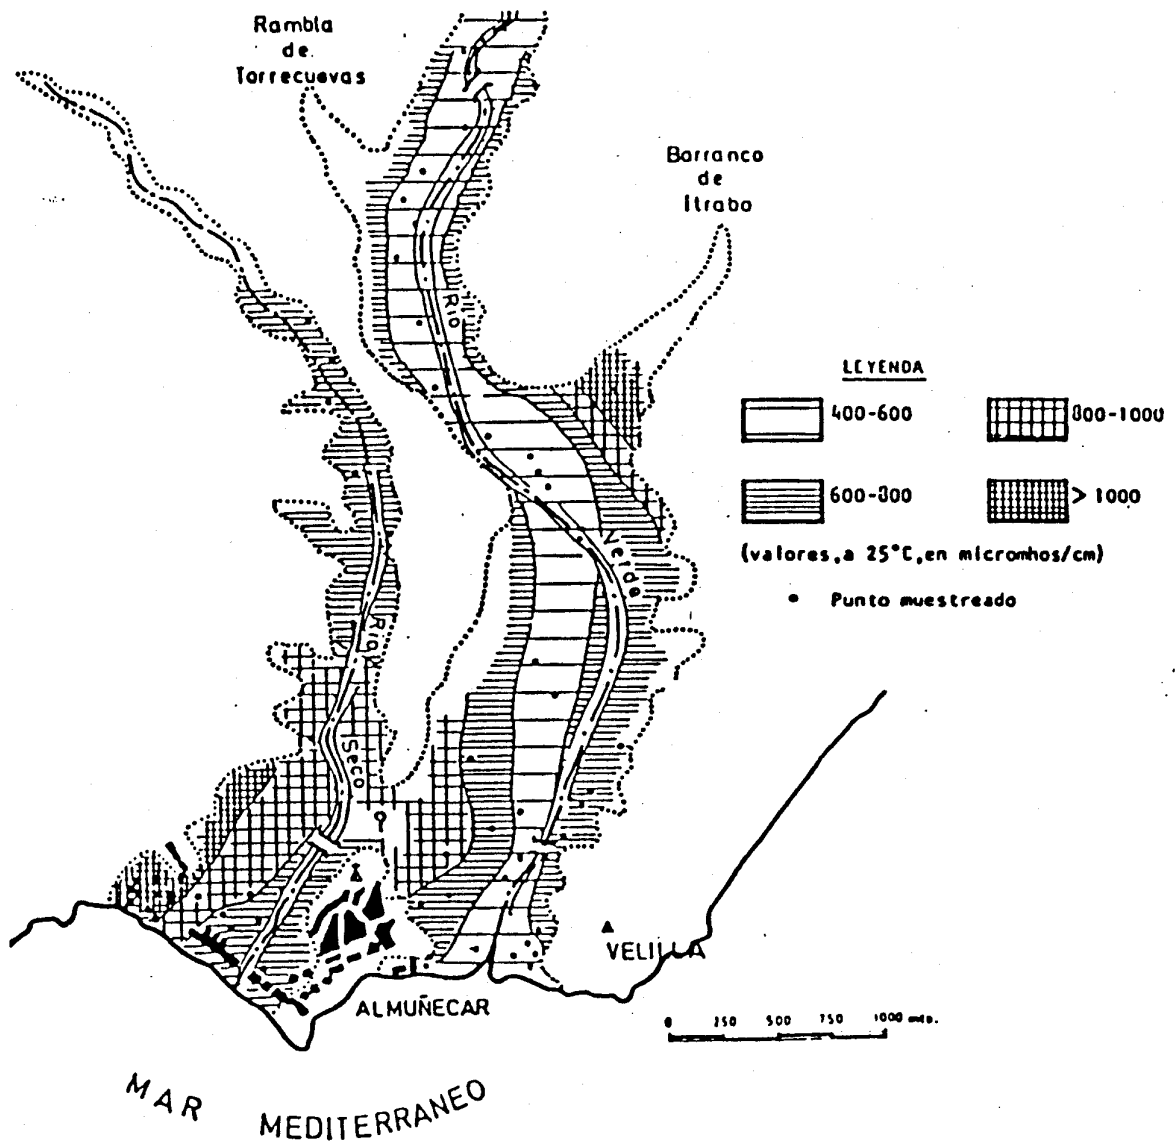 Rambla
de
Torrecuevas
Barranco
de
Itrabo
Río
Verde
Río
Seco
LEYENDA
400-600
800-1000
600-800
> 1000
(valores, a 25°C, en micromhos/cm)
Punto muestreado
VELILLA
ALMUÑECAR
0 250 500 750 1000 mts.
MAR MEDITERRANEO